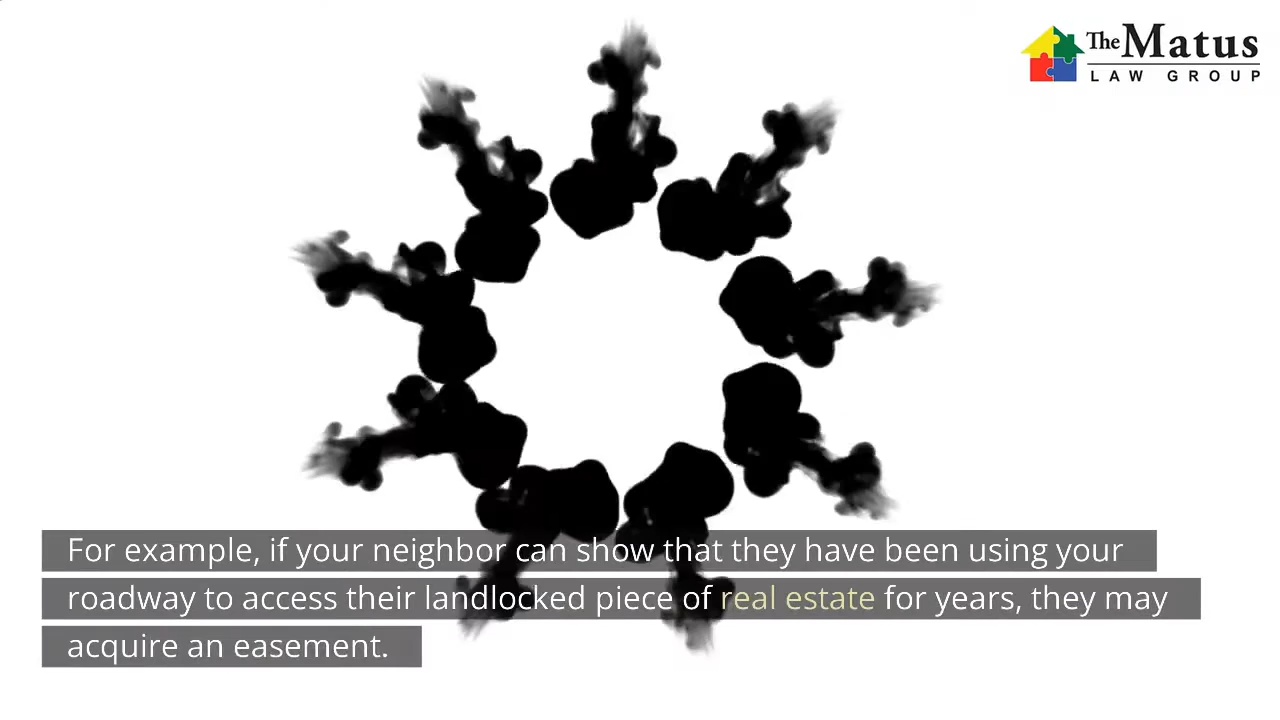 The Matus
LAW GROUP
For example, if your neighbor can show that they have been using your
roadway to access their landlocked piece of real estate for years, they may
acquire an easement.